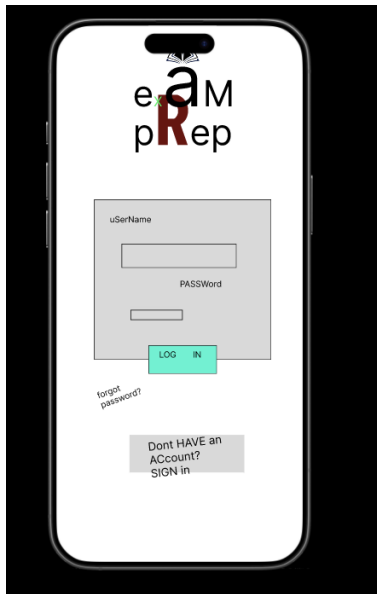 exaM
pRep
uSerName
PASSWord
LOG IN
forgot
password?
Dont HAVE an
ACcount?
SIGN in